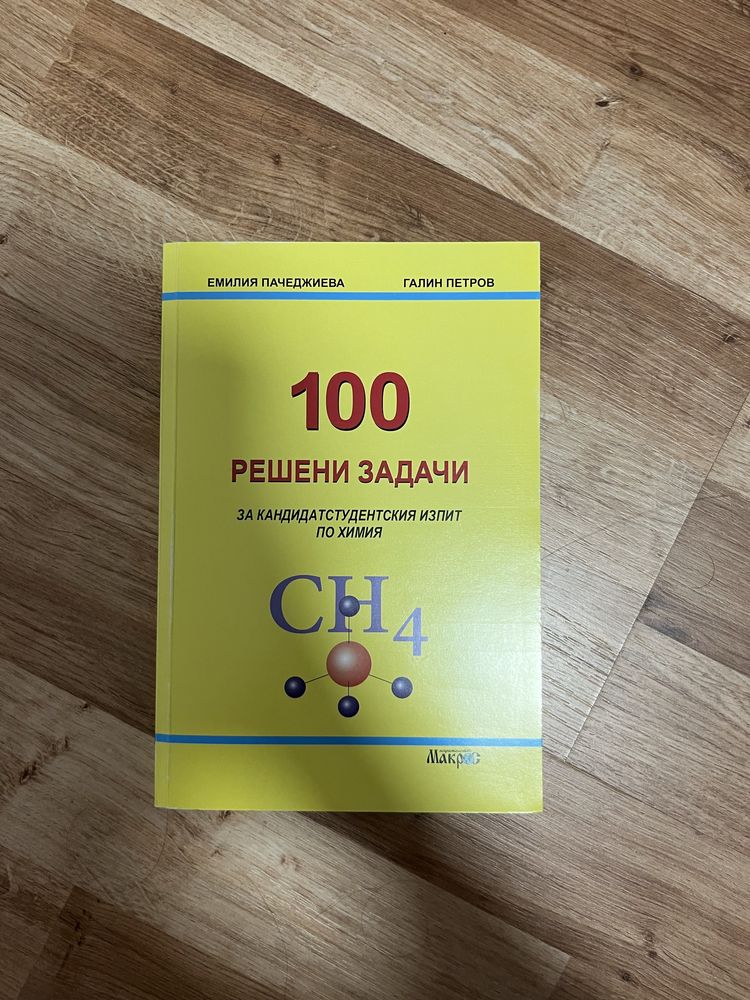 ЕМИЛИЯ ПАЧЕДЖИЕВА ГАЛИН ПЕТРОВ
100
РЕШЕНИ ЗАДАЧИ
ЗА КАНДИДАТСТУДЕНТСКИЯ ИЗПИТ
ПО ХИМИЯ
CH4
Макрос